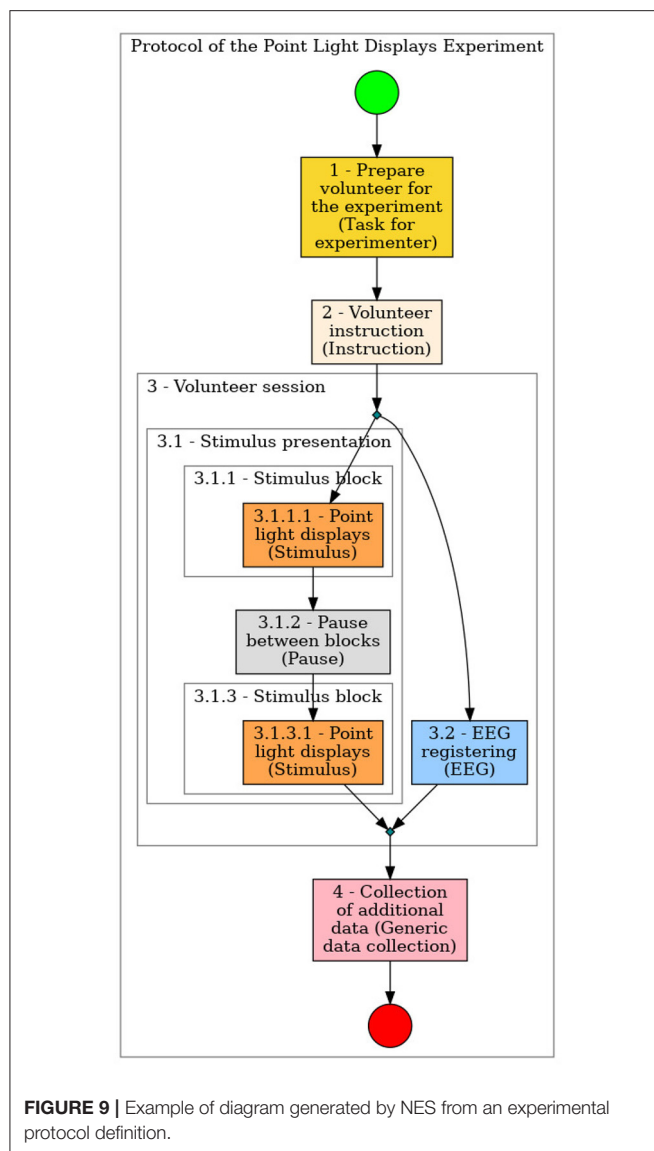 Protocol of the Point Light Displays Experiment
1 - Prepare
volunteer for
the experiment
(Task for
experimenter)
2 - Volunteer
instruction
(Instruction)
3 - Volunteer session
3.1 - Stimulus presentation
3.1.1 - Stimulus block
3.1.1.1 - Point
light displays
(Stimulus)
3.1.2 - Pause
between blocks
(Pause)
3.1.3 - Stimulus block
3.1.3.1 - Point
light displays
(Stimulus)
3.2 - EEG
registering
(EEG)
4 - Collection
of additional
data (Generic
data collection)
FIGURE 9 | Example of diagram generated by NES from an experimental
protocol definition.